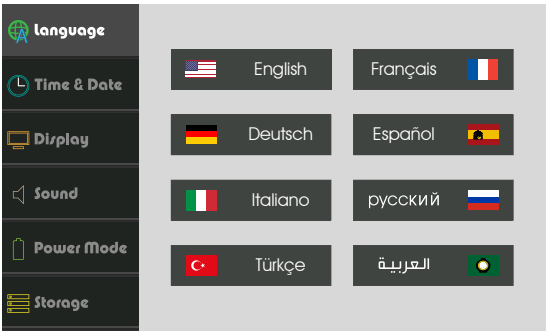 Language
Time & Date
Display
Sound
Power Mode
Storage
English
Français
Deutsch
Español
Italiano
русский
Türkçe
العربية